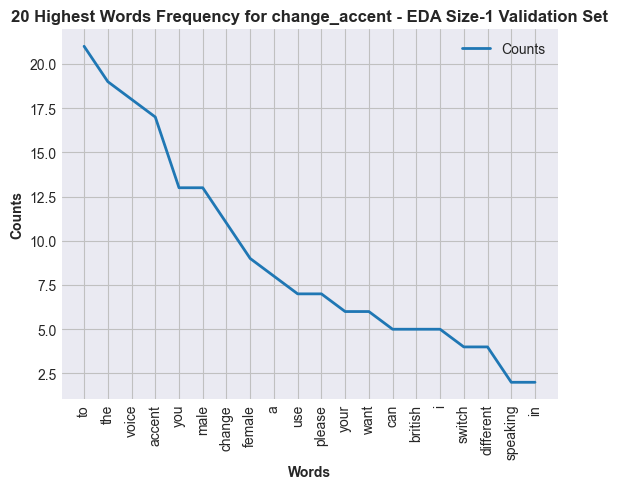 20 Highest Words Frequency for change_accent - EDA Size-1 Validation Set
Counts
20.0
17.5
15.0
12.5
10.0
7.5
5.0
2.5
Counts
to
the
voice
accent
you
male
change
female
a
use
please
your
want
can
british
i
switch
different
speaking
in
Words